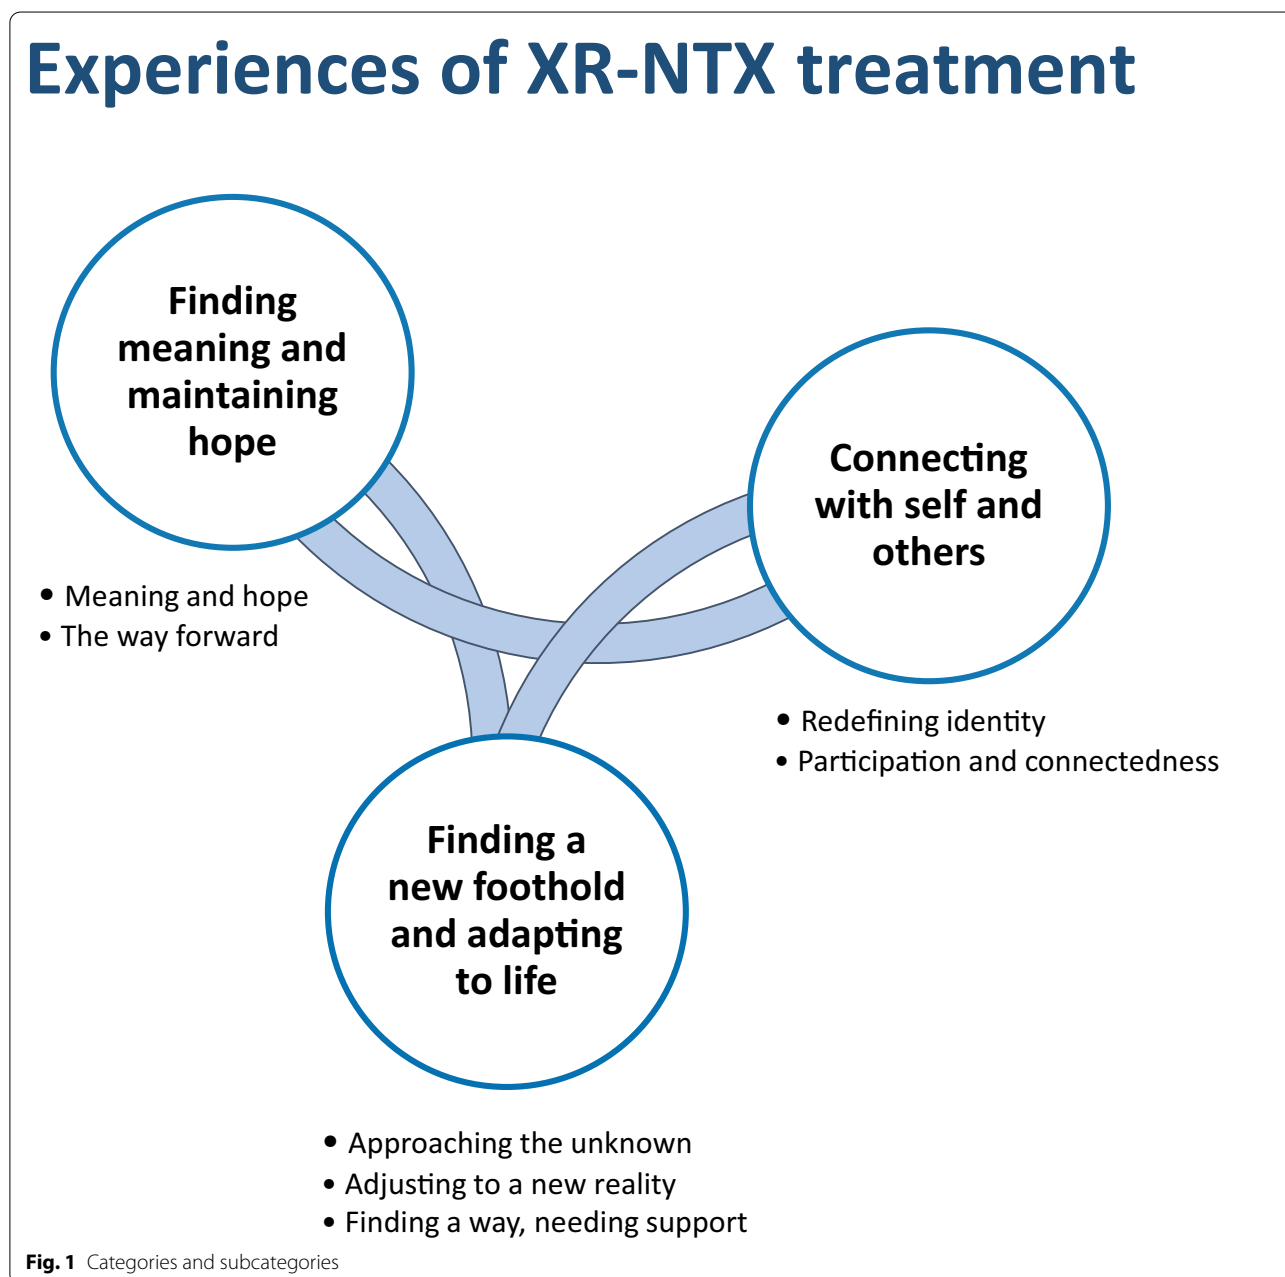 Experiences of XR-NTX treatment
Finding
meaning and
maintaining
hope
• Meaning and hope
• The way forward
Connecting
with self and
others
• Redefining identity
• Participation and connectedness
Finding a
new foothold
and adapting
to life
• Approaching the unknown
• Adjusting to a new reality
• Finding a way, needing support
Fig. 1 Categories and subcategories